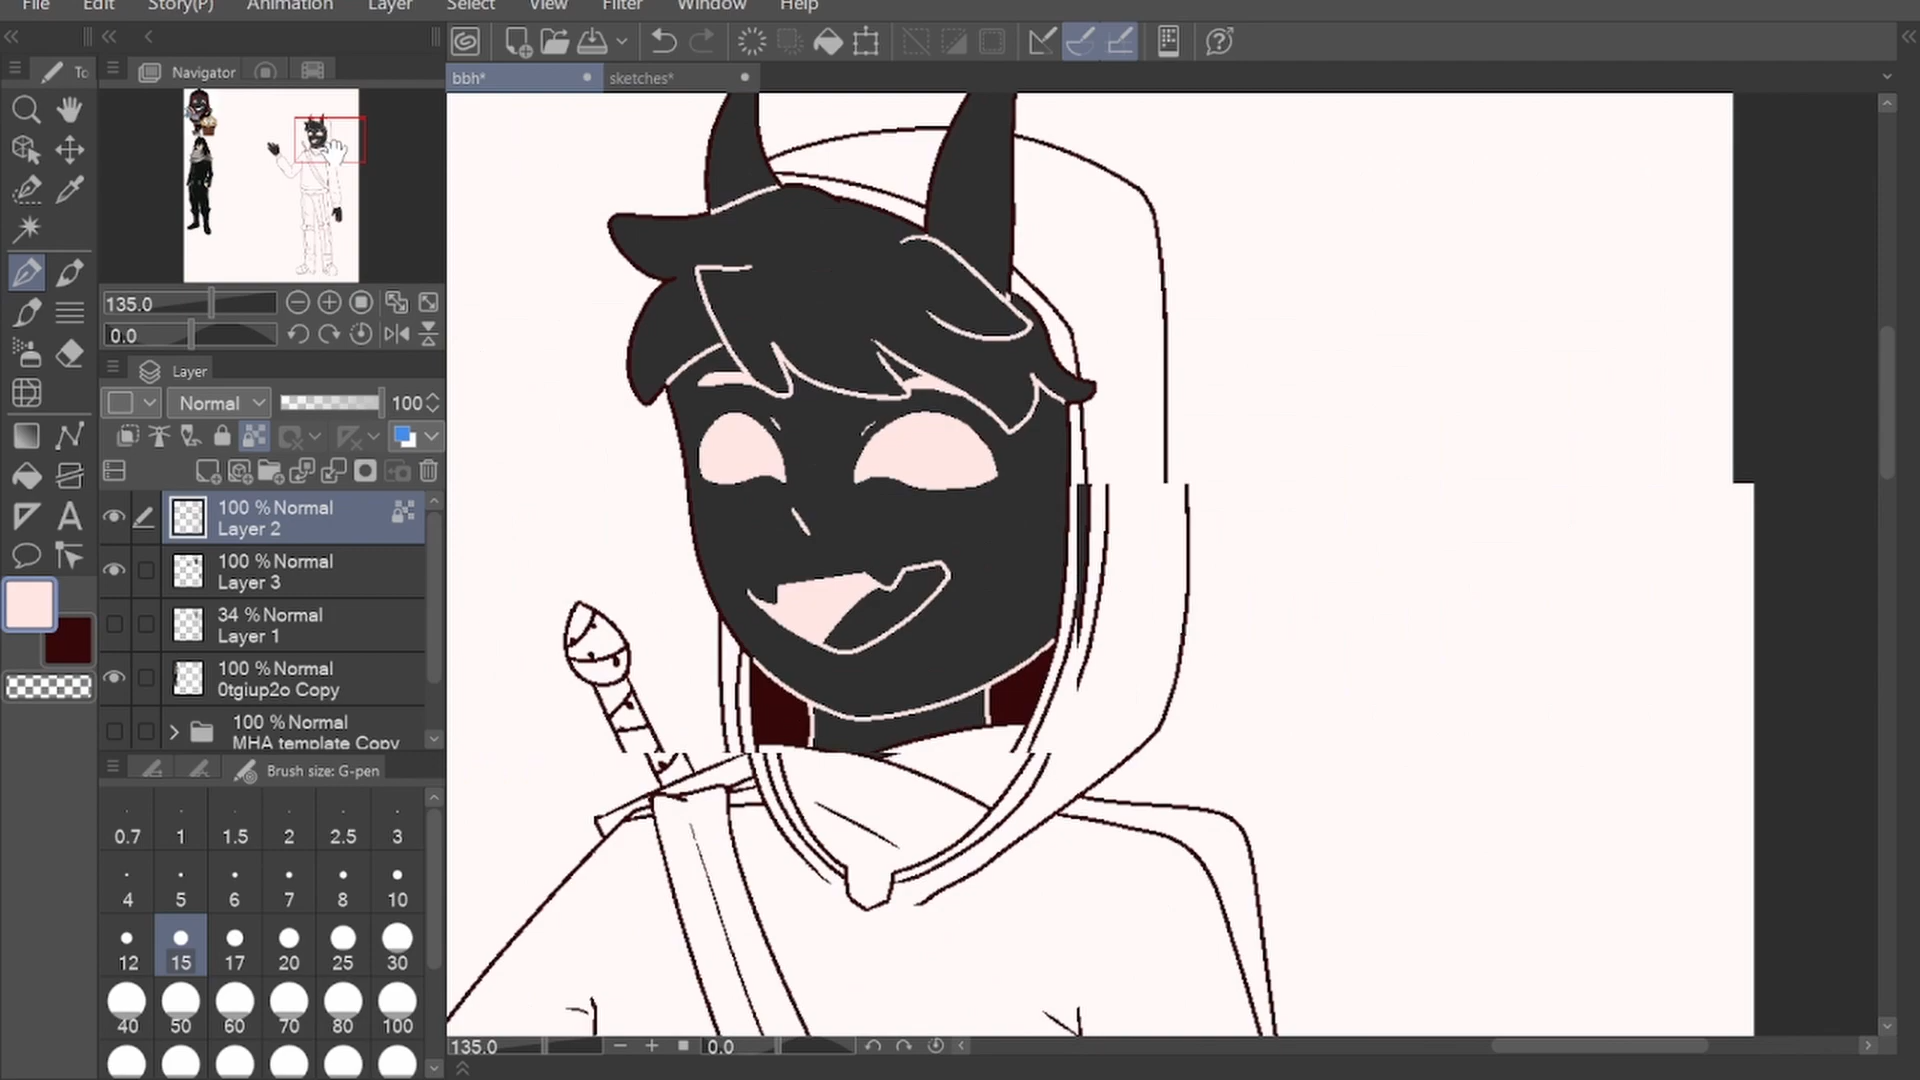 File Edit Story(P) Animation Layer Select View Filter Window Help
To
Navigator
bbh*
sketches*
135.0
0.0
Layer
Normal
100
100 % Normal
Layer 2
100 % Normal
Layer 3
34 % Normal
Layer 1
100 % Normal
0tgiup2o Copy
100 % Normal
MHA template Copy
Brush size: G-pen
0.7 1 1.5 2 2.5 3
4 5 6 7 8 10
12 15 17 20 25 30
40 50 60 70 80 100
135.0
0.0